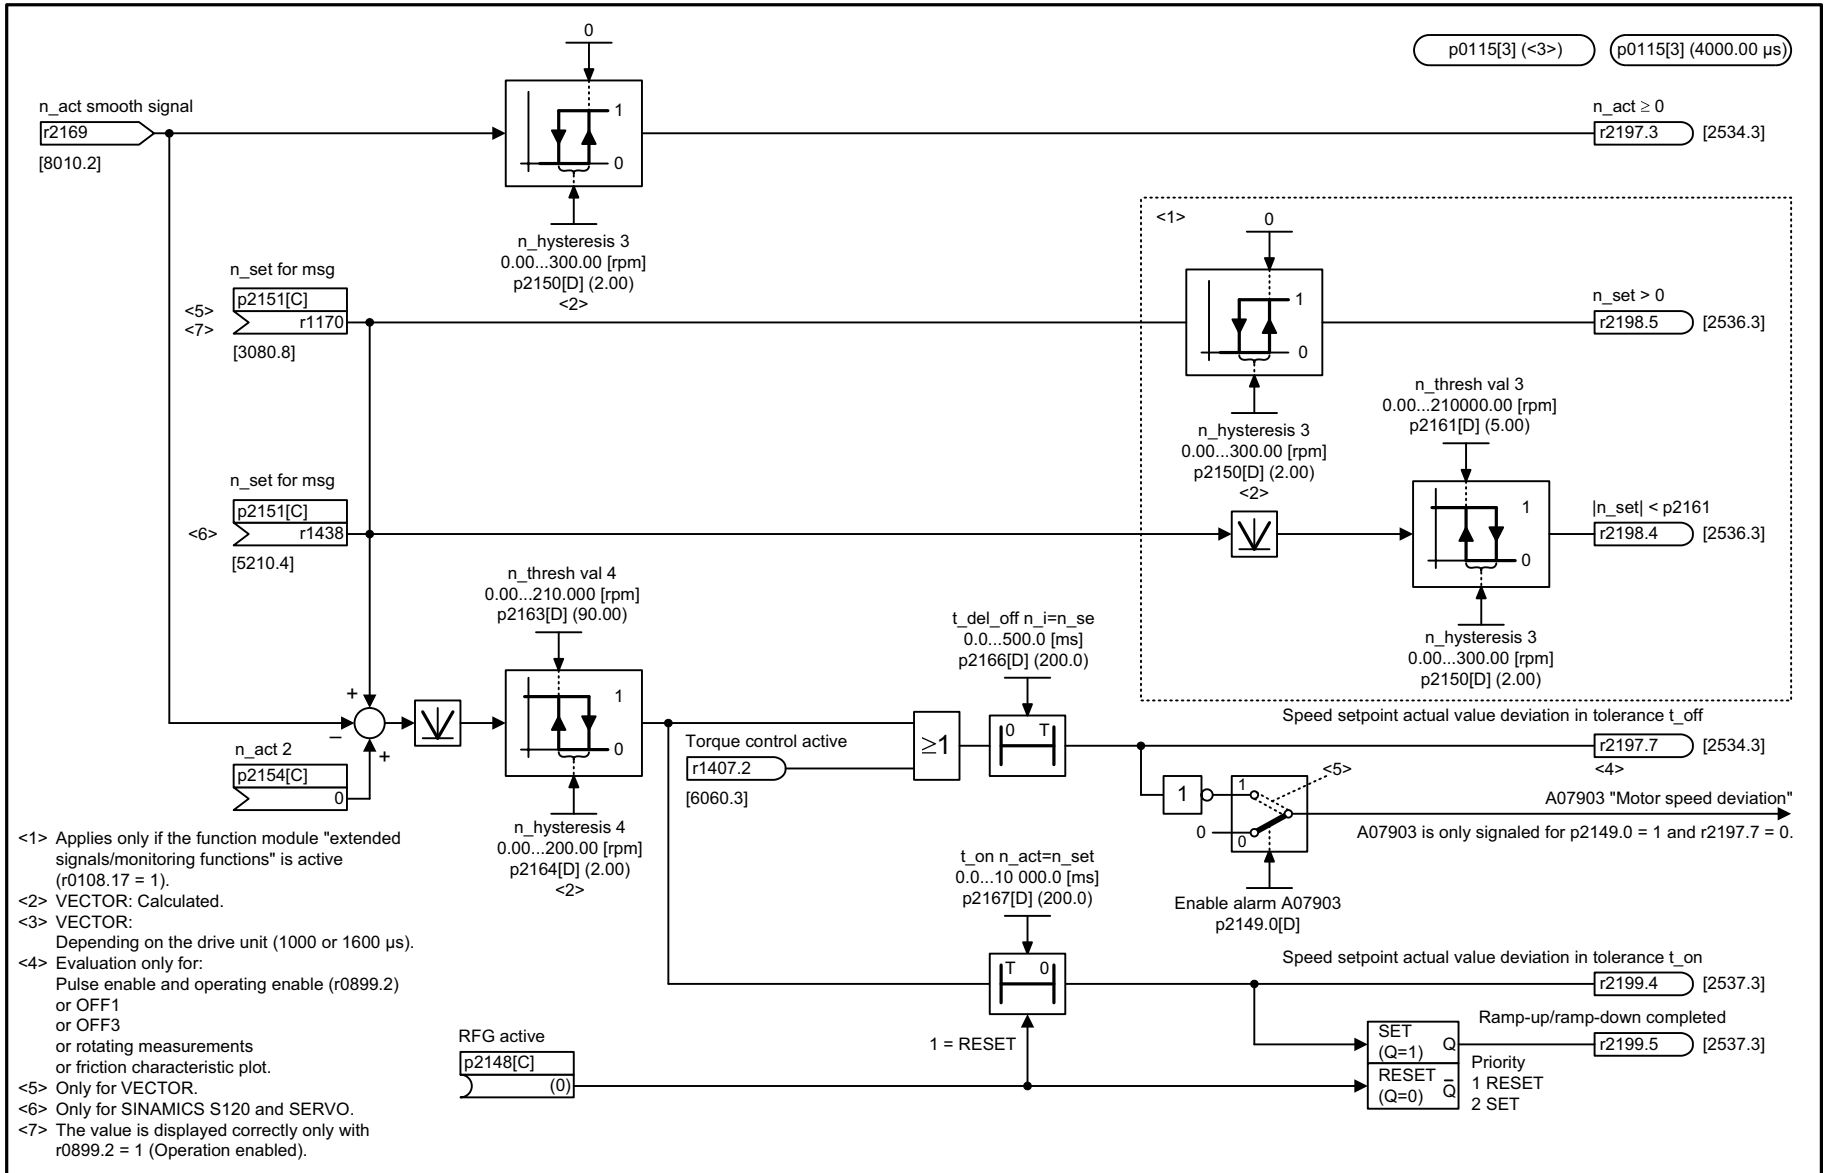 0
p0115[3] (<3>)
p0115[3] (4000.00 µs)
n_act smooth signal
r2169
[8010.2]
1
0
n_act ≥ 0
r2197.3
[2534.3]
n_hysteresis 3
0.00...300.00 [rpm]
p2150[D] (2.00)
<2>
<1>
0
n_set for msg
<5>
<7>
p2151[C]
r1170
[3080.8]
1
0
n_set > 0
r2198.5
[2536.3]
n_hysteresis 3
0.00...300.00 [rpm]
p2150[D] (2.00)
<2>
n_thresh val 3
0.00...210000.00 [rpm]
p2161[D] (5.00)
n_set for msg
<6>
p2151[C]
r1438
[5210.4]
1
0
|n_set| < p2161
r2198.4
[2536.3]
n_hysteresis 3
0.00...300.00 [rpm]
p2150[D] (2.00)
n_thresh val 4
0.00...210.000 [rpm]
p2163[D] (90.00)
t_del_off n_i=n_se
0.0...500.0 [ms]
p2166[D] (200.0)
+
−
+
n_act 2
p2154[C]
0
1
0
n_hysteresis 4
0.00...200.00 [rpm]
p2164[D] (2.00)
<2>
Torque control active
r1407.2
[6060.3]
≥1
0 T
Speed setpoint actual value deviation in tolerance t_off
r2197.7
[2534.3]
<4>
<5>
1
1
0
0
A07903 "Motor speed deviation"
A07903 is only signaled for p2149.0 = 1 and r2197.7 = 0.
Enable alarm A07903
p2149.0[D]
t_on n_act=n_set
0.0...10 000.0 [ms]
p2167[D] (200.0)
T 0
Speed setpoint actual value deviation in tolerance t_on
r2199.4
[2537.3]
RFG active
p2148[C]
(0)
1 = RESET
SET
(Q=1)
Q
RESET
(Q=0)
Q̅
Ramp-up/ramp-down completed
r2199.5
[2537.3]
Priority
1 RESET
2 SET
<1> Applies only if the function module "extended
signals/monitoring functions" is active
(r0108.17 = 1).
<2> VECTOR: Calculated.
<3> VECTOR:
Depending on the drive unit (1000 or 1600 µs).
<4> Evaluation only for:
Pulse enable and operating enable (r0899.2)
or OFF1
or OFF3
or rotating measurements
or friction characteristic plot.
<5> Only for VECTOR.
<6> Only for SINAMICS S120 and SERVO.
<7> The value is displayed correctly only with
r0899.2 = 1 (Operation enabled).